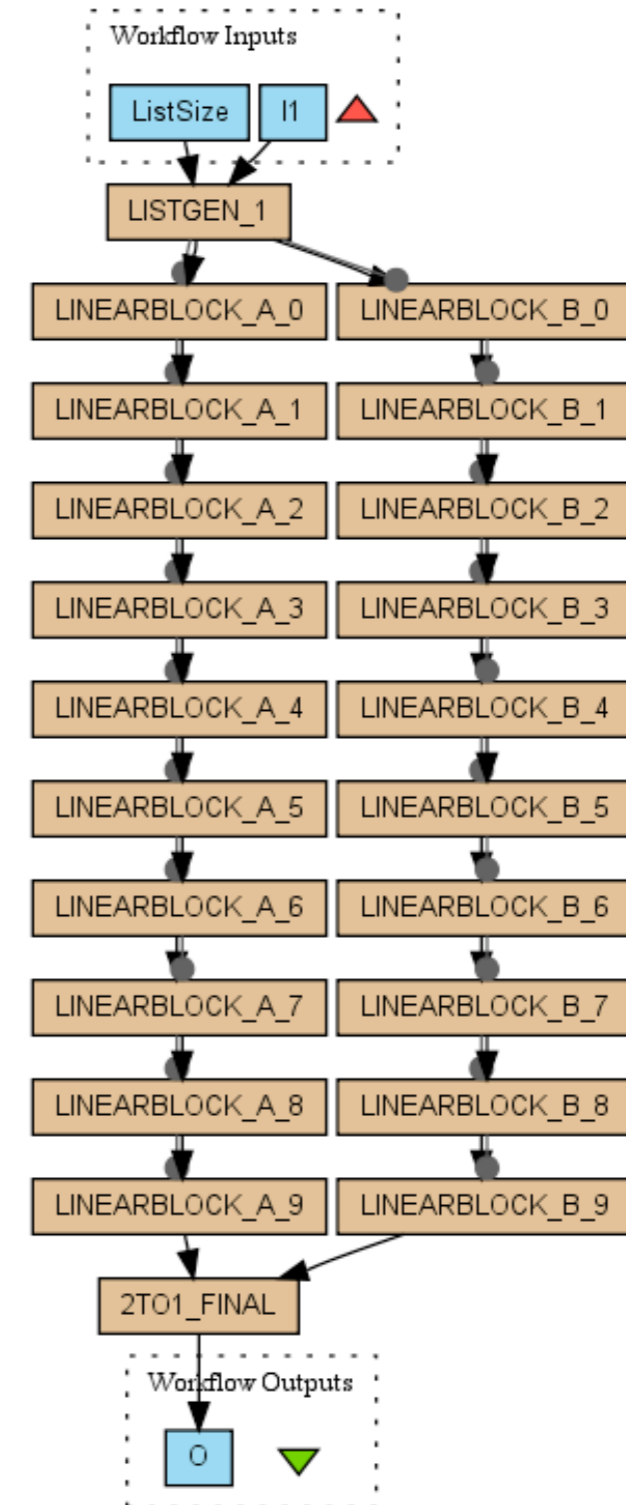 Workflow Inputs
ListSize I1
LISTGEN_1
LINEARBLOCK_A_0 LINEARBLOCK_B_0
LINEARBLOCK_A_1 LINEARBLOCK_B_1
LINEARBLOCK_A_2 LINEARBLOCK_B_2
LINEARBLOCK_A_3 LINEARBLOCK_B_3
LINEARBLOCK_A_4 LINEARBLOCK_B_4
LINEARBLOCK_A_5 LINEARBLOCK_B_5
LINEARBLOCK_A_6 LINEARBLOCK_B_6
LINEARBLOCK_A_7 LINEARBLOCK_B_7
LINEARBLOCK_A_8 LINEARBLOCK_B_8
LINEARBLOCK_A_9 LINEARBLOCK_B_9
2TO1_FINAL
Workflow Outputs
O